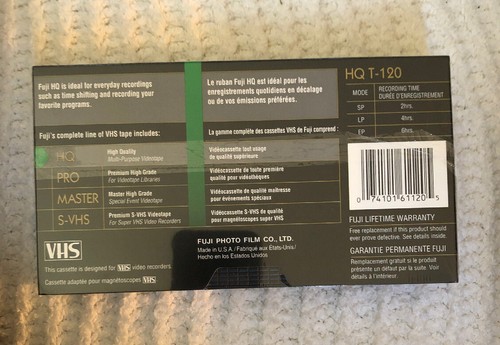 Fuji HQ is ideal for everyday recordings
such as time shifting and recording your
favorite programs.
Le ruban Fuji HQ est idéal pour les
enregistrements quotidiens en décalage
ou de vos émissions préférées.
HQ T-120
MODE
RECORDING TIME
DURÉE D'ENREGISTREMENT
SP 2hrs.
LP 4hrs.
EP 6hrs.
Fuji's complete line of VHS tape includes:
La gamme complète des cassettes VHS de Fuji comprend:
HQ
High Quality
Multi-Purpose Videotape
Vidéocassette tout usage
de qualité supérieure
PRO
Premium High Grade
For Videotape Libraries
Vidéocassette de toute première
qualité pour vidéothèques
MASTER
Master High Grade
Special Event Videotape
Vidéocassette de qualité maîtresse
pour événements spéciaux
S-VHS
Premium S-VHS Videotape
For Super VHS Video Recorders
Vidéocassette S-VHS de qualité
pour magnétoscopes super VHS
0 74101 61120 5
VHS
This cassette is designed for VHS video recorders.
Cassette adaptée pour magnétoscopes VHS
FUJI PHOTO FILM CO., LTD.
Made in U.S.A./Fabriqué aux États-Unis/
Hecho en los Estados Unidos
FUJI LIFETIME WARRANTY
Free replacement if this product should
ever prove defective. See details inside.
GARANTIE PERMANENTE FUJI
Remplacement gratuit si le produit
présente un défaut par la suite. Voir
détails à l'intérieur.